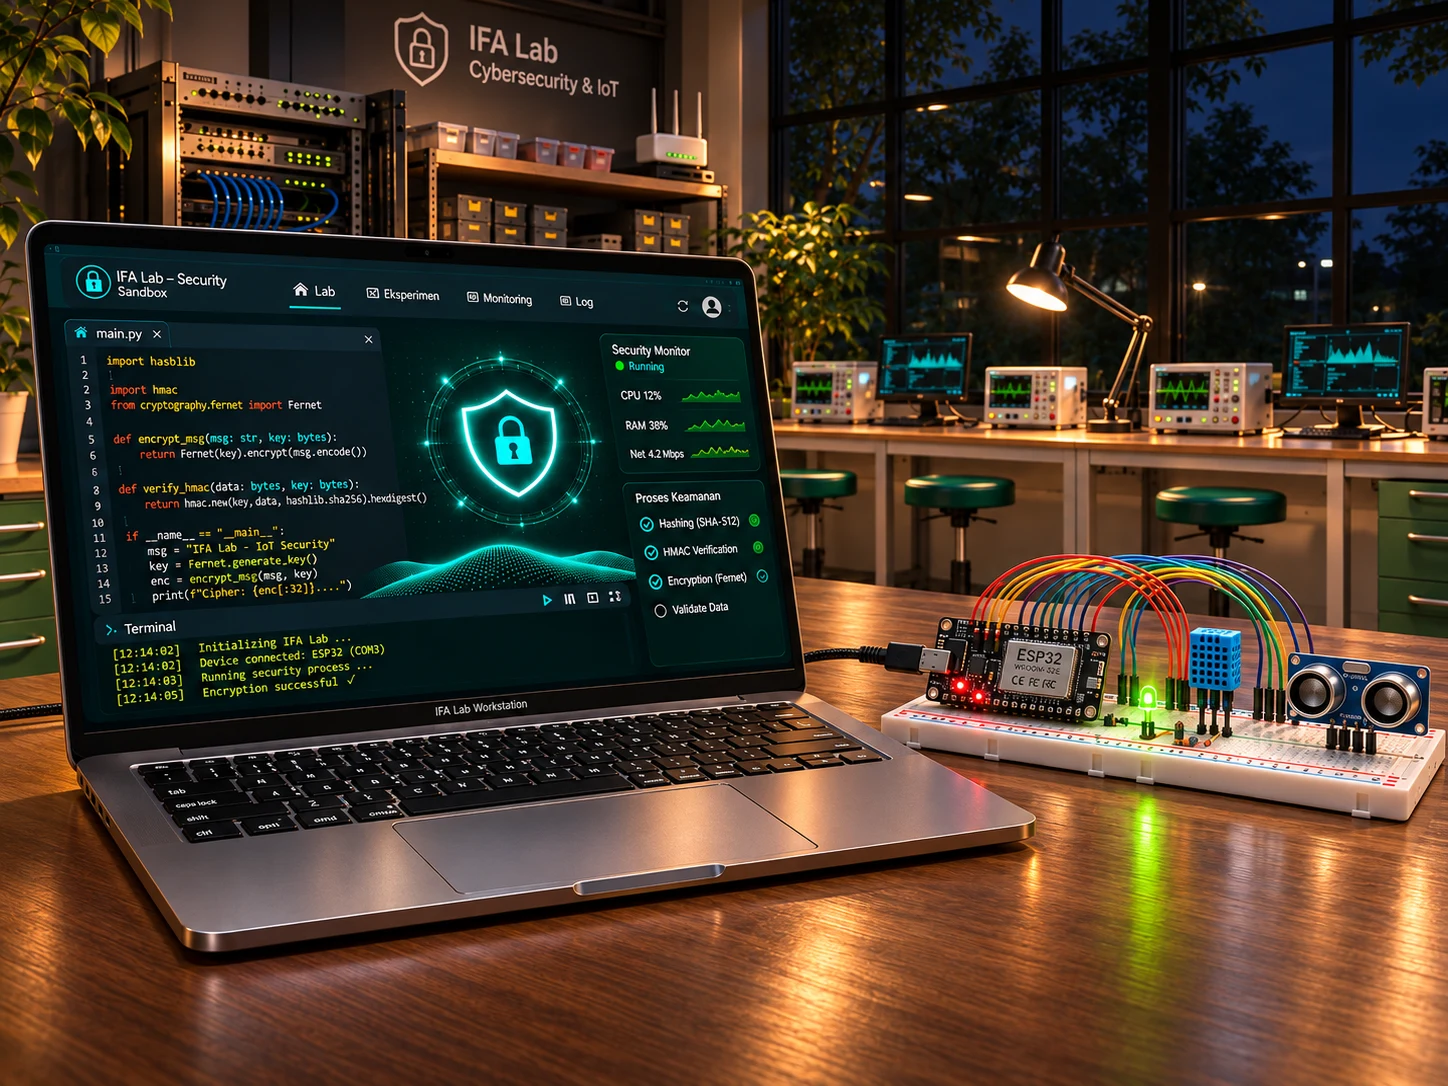 IFA Lab
Cybersecurity & IoT
IFA Lab – Security
Sandbox
Lab
Eksperimen
Monitoring
Log
main.py
1 import hasblib
2
2 import hmac
3 from cryptography.fernet import Fernet
4
5 def encrypt_msg(msg: str, key: bytes):
6 return Fernet(key).encrypt(msg.encode())
6
8 def verify_hmac(data: bytes, key: bytes):
9 return hmac.new(key, data, hashlib.sha256).hexdigest()
10
11 if __name__ == "__main__":
12 msg = "IFA Lab - IoT Security"
13 key = Fernet.generate_key()
14 enc = encrypt_msg(msg, key)
15 print(f"Cipher: {enc[:32]}....")
Security Monitor
Running
CPU 12%
RAM 38%
Net 4.2 Mbps
Proses Keamanan
Hashing (SHA-S12)
HMAC Verification
Encryption (Fernet)
Validate Data
>. Terminal
[12:14:02] Initializing IFA Lab ...
[12:14:02] Device connected: ESP32 (COM3)
[12:14:03] Running security process ...
[12:14:05] Encryption successful ✓
IFA Lab Workstation
tab
caps lock
ctrl
ESP32